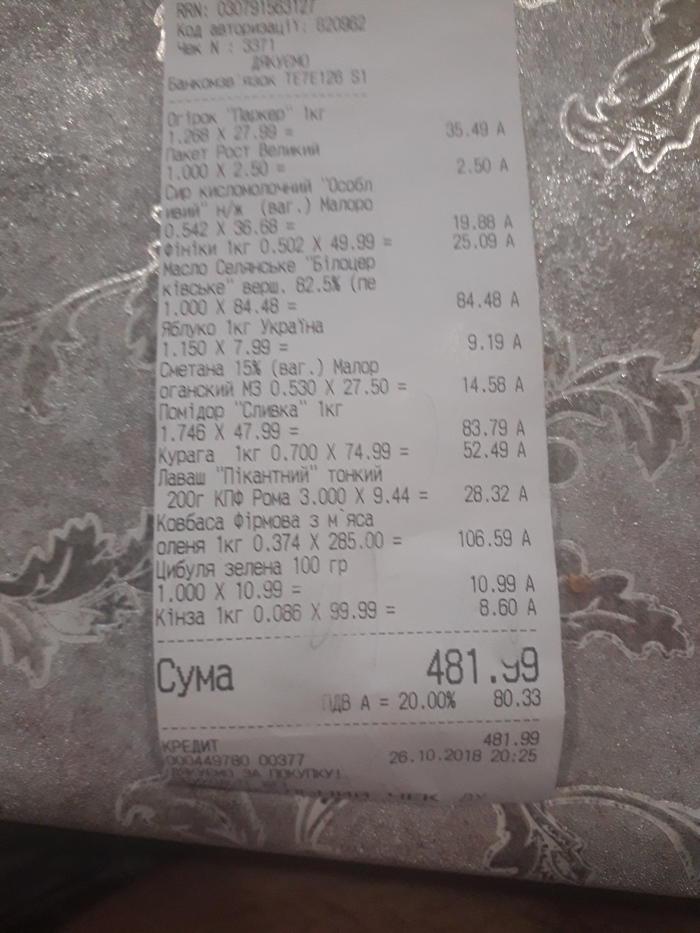 RRN: 030791563127
Код авторизації: 620962
Чек N : 3371
ДЯКУЄМО
Банкомзв'язок TE7E126 S1
Огірок "Паркер" 1кг
1.268 X 27.99 = 35.49 А
Пакет Рост Великий
1.000 X 2.50 = 2.50 А
Сир кисломолочний "Особл
ивий" н/ж (ваг.) Малоро
0.542 X 36.68 = 19.88 А
Фініки 1кг 0.502 X 49.99 = 25.09 А
Масло Селянське "Білоцер
ківське" верш. 82.5% (пе
1.000 X 84.48 = 84.48 А
Яблуко 1кг Україна
1.150 X 7.99 = 9.19 А
Сметана 15% (ваг.) Малор
оганский МЗ 0.530 X 27.50 = 14.58 А
Помідор "Сливка" 1кг
1.746 X 47.99 = 83.79 А
Курага 1кг 0.700 X 74.99 = 52.49 А
Лаваш "Пікантний" тонкий
200г КПФ Рома 3.000 X 9.44 = 28.32 А
Ковбаса Фірмова з м`яса
оленя 1кг 0.374 X 285.00 = 106.59 А
Цибуля зелена 100 гр
1.000 X 10.99 = 10.99 А
Кінза 1кг 0.086 X 99.99 = 8.60 А
Сума 481.99
ПДВ А = 20.00% 80.33
КРЕДИТ 481.99
000449780 00377 26.10.2018 20:25
ДЯКУЄМО ЗА ПОКУПКУ!